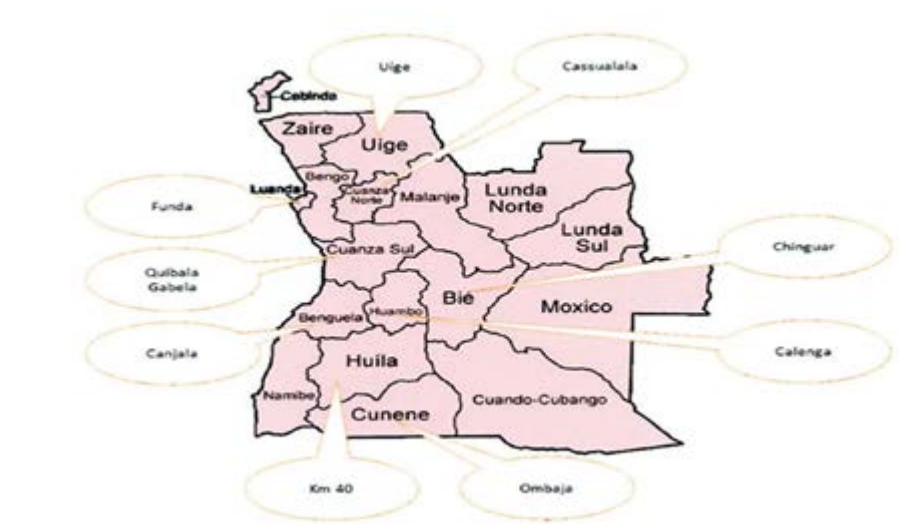 Uige
Cassualala
Cabinda
Zaire
Uige
Bengo
Luanda
Cuanza
Norte
Malanje
Lunda
Norte
Funda
Lunda
Sul
Cuanza Sul
Chinguar
Quibala
Gabela
Bié
Moxico
Benguela
Huambo
Canjala
Calenga
Huila
Namibe
Cuando-Cubango
Cunene
Km 40
Ombaja